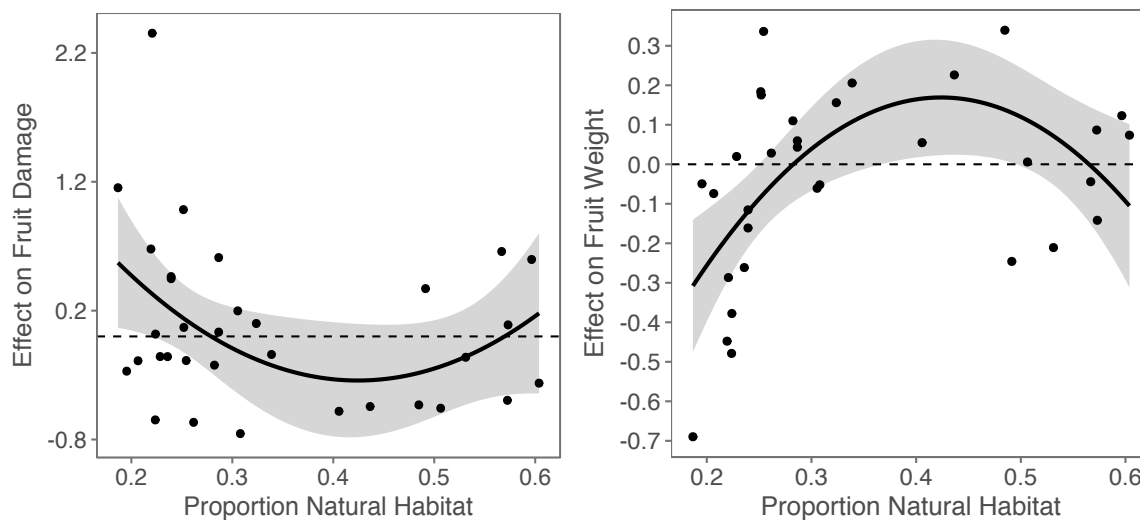 Effect on Fruit Damage
2.2
1.2
0.2
-0.8
0.2 0.3 0.4 0.5 0.6
Proportion Natural Habitat
Effect on Fruit Weight
0.3
0.2
0.1
0.0
-0.1
-0.2
-0.3
-0.4
-0.5
-0.6
-0.7
0.2 0.3 0.4 0.5 0.6
Proportion Natural Habitat